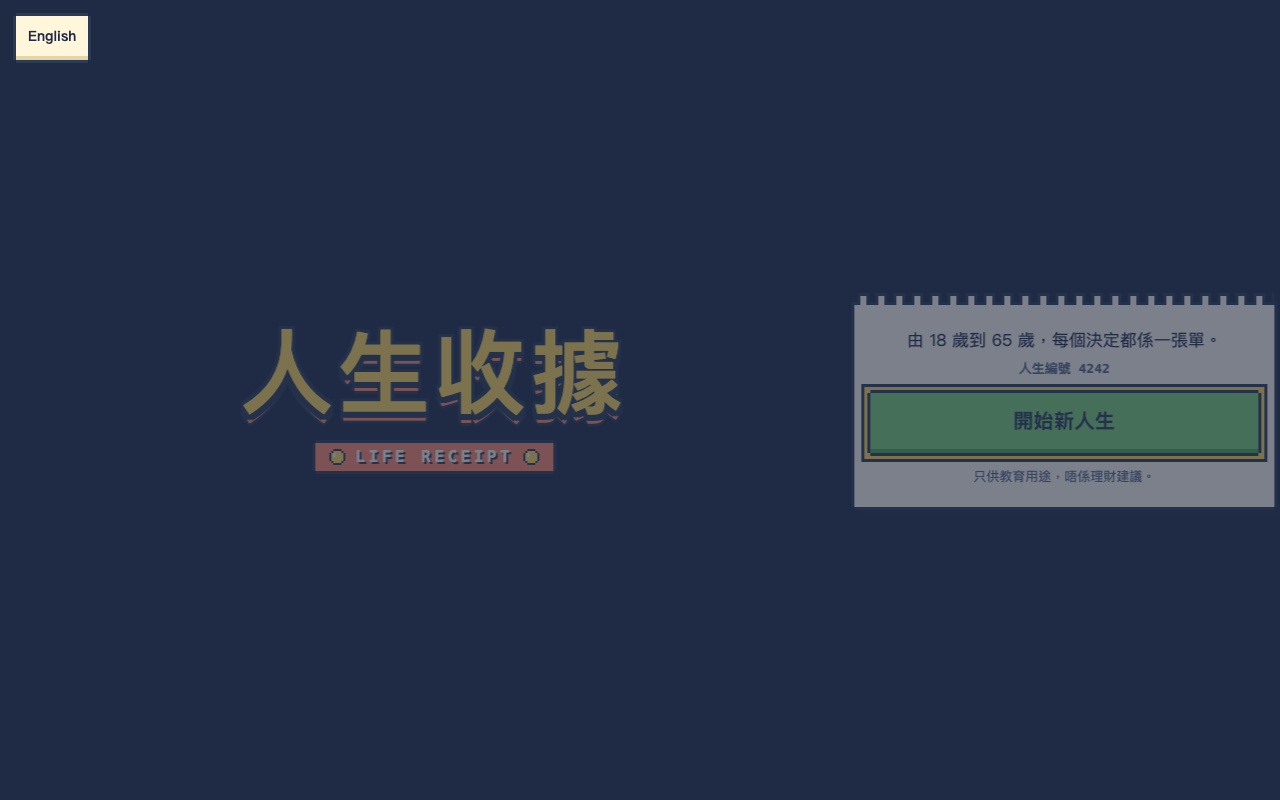 English
人生收據
LIFE RECEIPT
由 18 歲到 65 歲，每個決定都係一張單。
人生編號 4242
開始新人生
只供教育用途，唔係理財建議。